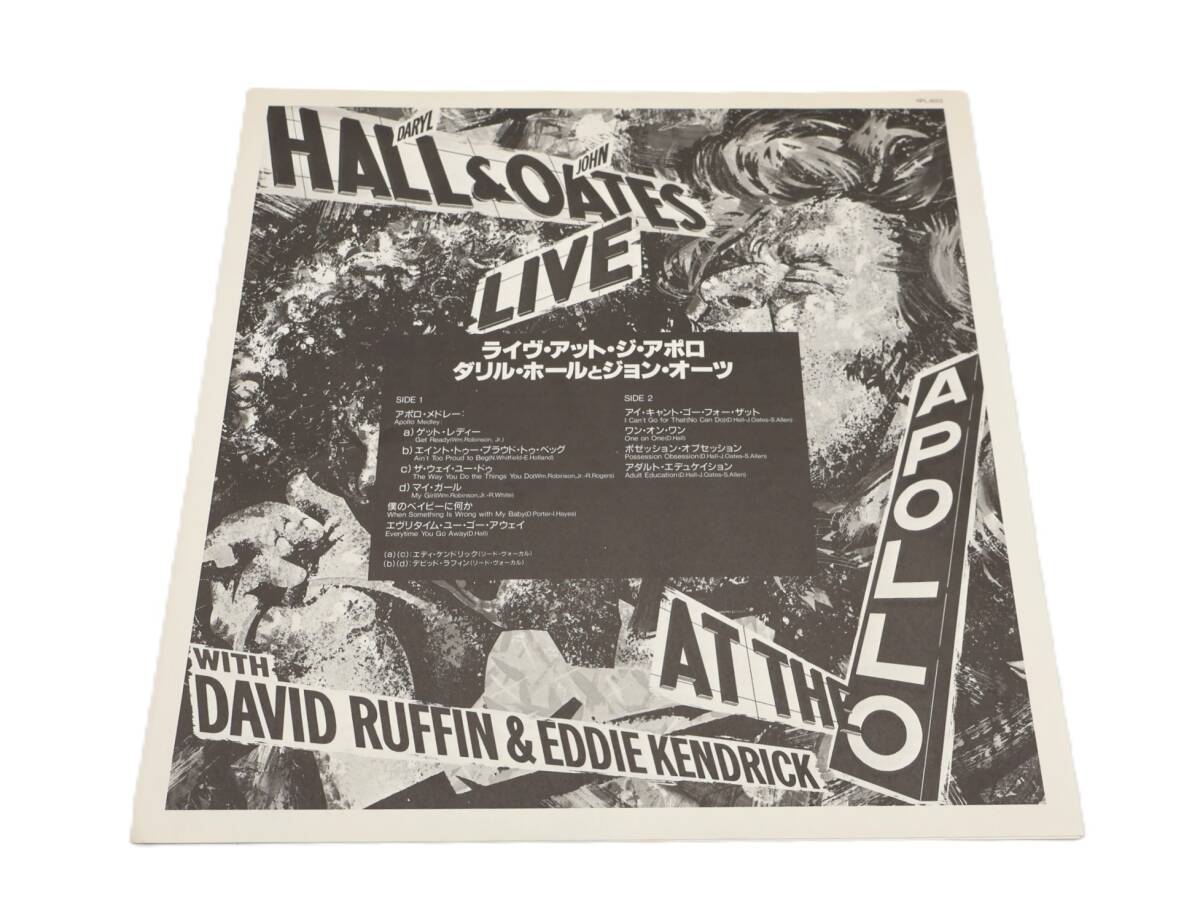 DARYL
HALL & OATES
JOHN
LIVE
ライヴ・アット・ジ・アポロ
ダリル・ホールとジョン・オーツ
SIDE 1
アポロ・メドレー:
Apollo Medley:
a) ゲット・レディー
Get Ready(Wm.Robinson, Jr.)
b) エイント・トゥー・プラウド・トゥ・ベッグ
Ain't Too Proud to Beg(N.Whitfield-E.Holland)
c) ザ・ウェイ・ユー・ドゥ
The Way You Do the Things You Do(Wm.Robinson,Jr.-R.Rogers)
d) マイ・ガール
My Girl(Wm.Robinson,Jr.-R.White)
僕のベイビーに何か
When Something Is Wrong with My Baby(D Porter-I.Hayes)
エヴリタイム・ユー・ゴー・アウェイ
Everytime You Go Away(D.Hall)
(a)(c): エディ・ケンドリック(リード・ヴォーカル)
(b)(d): デビッド・ラフィン(リード・ヴォーカル)
SIDE 2
アイ・キャント・ゴー・フォー・ザット
I Can't Go for That(No Can Do)(D.Hall-J.Oates-S.Allen)
ワン・オン・ワン
One on One(D.Hall)
ポゼッション・オブセッション
Possession Obsession(D.Hall-J.Oates-S.Allen)
アダルト・エデュケイション
Adult Education(D.Hall-J.Oates-S.Allen)
AT THE
APOLLO
WITH
DAVID RUFFIN & EDDIE KENDRICK